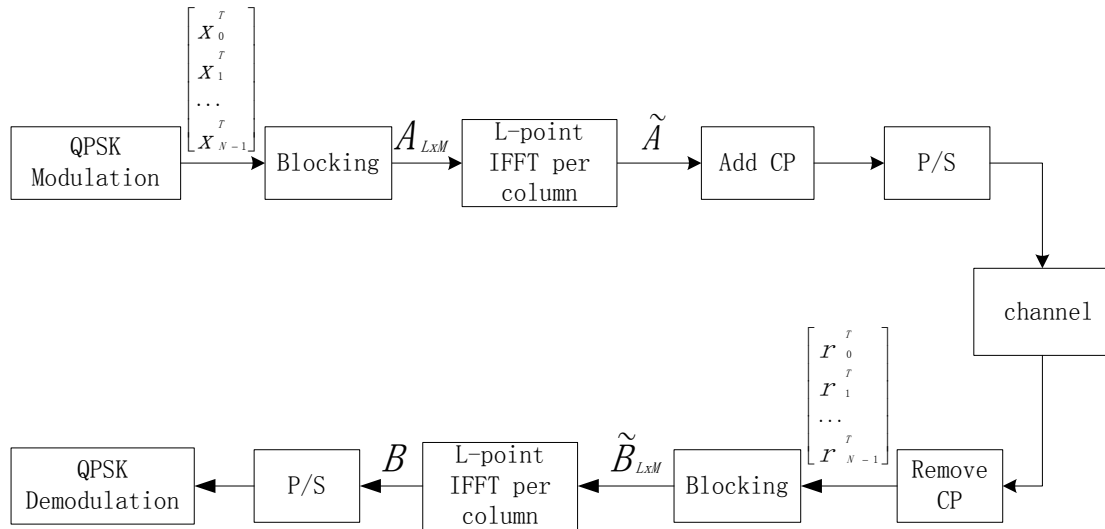 x_0^T
x_1^T
...
x_{N-1}^T
QPSK
Modulation
Blocking
A_{LxM}
L-point
IFFT per
column
Ã
Add CP
P/S
channel
r_0^T
r_1^T
...
r_{N-1}^T
QPSK
Demodulation
P/S
B
L-point
IFFT per
column
B̃_{LxM}
Blocking
Remove
CP